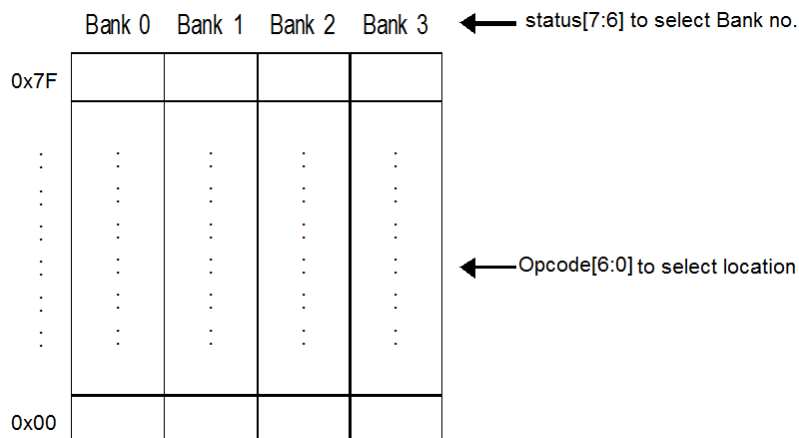 Bank 0 Bank 1 Bank 2 Bank 3
status[7:6] to select Bank no.
0x7F
Opcode[6:0] to select location
0x00